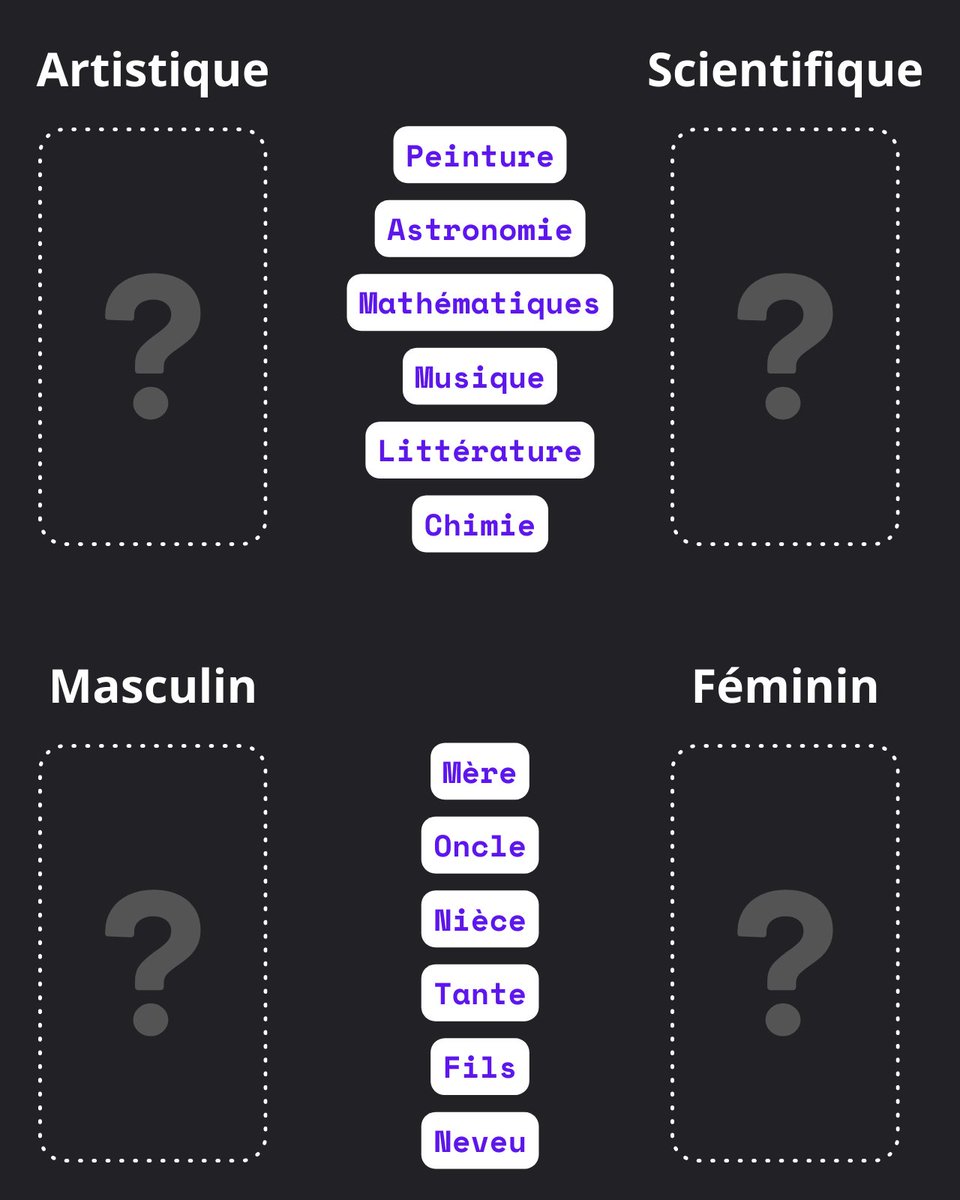 Artistique
Scientifique
Peinture
Astronomie
Mathématiques
Musique
Littérature
Chimie
?
?
Masculin
Féminin
Mère
Oncle
Nièce
Tante
Fils
Neveu
?
?